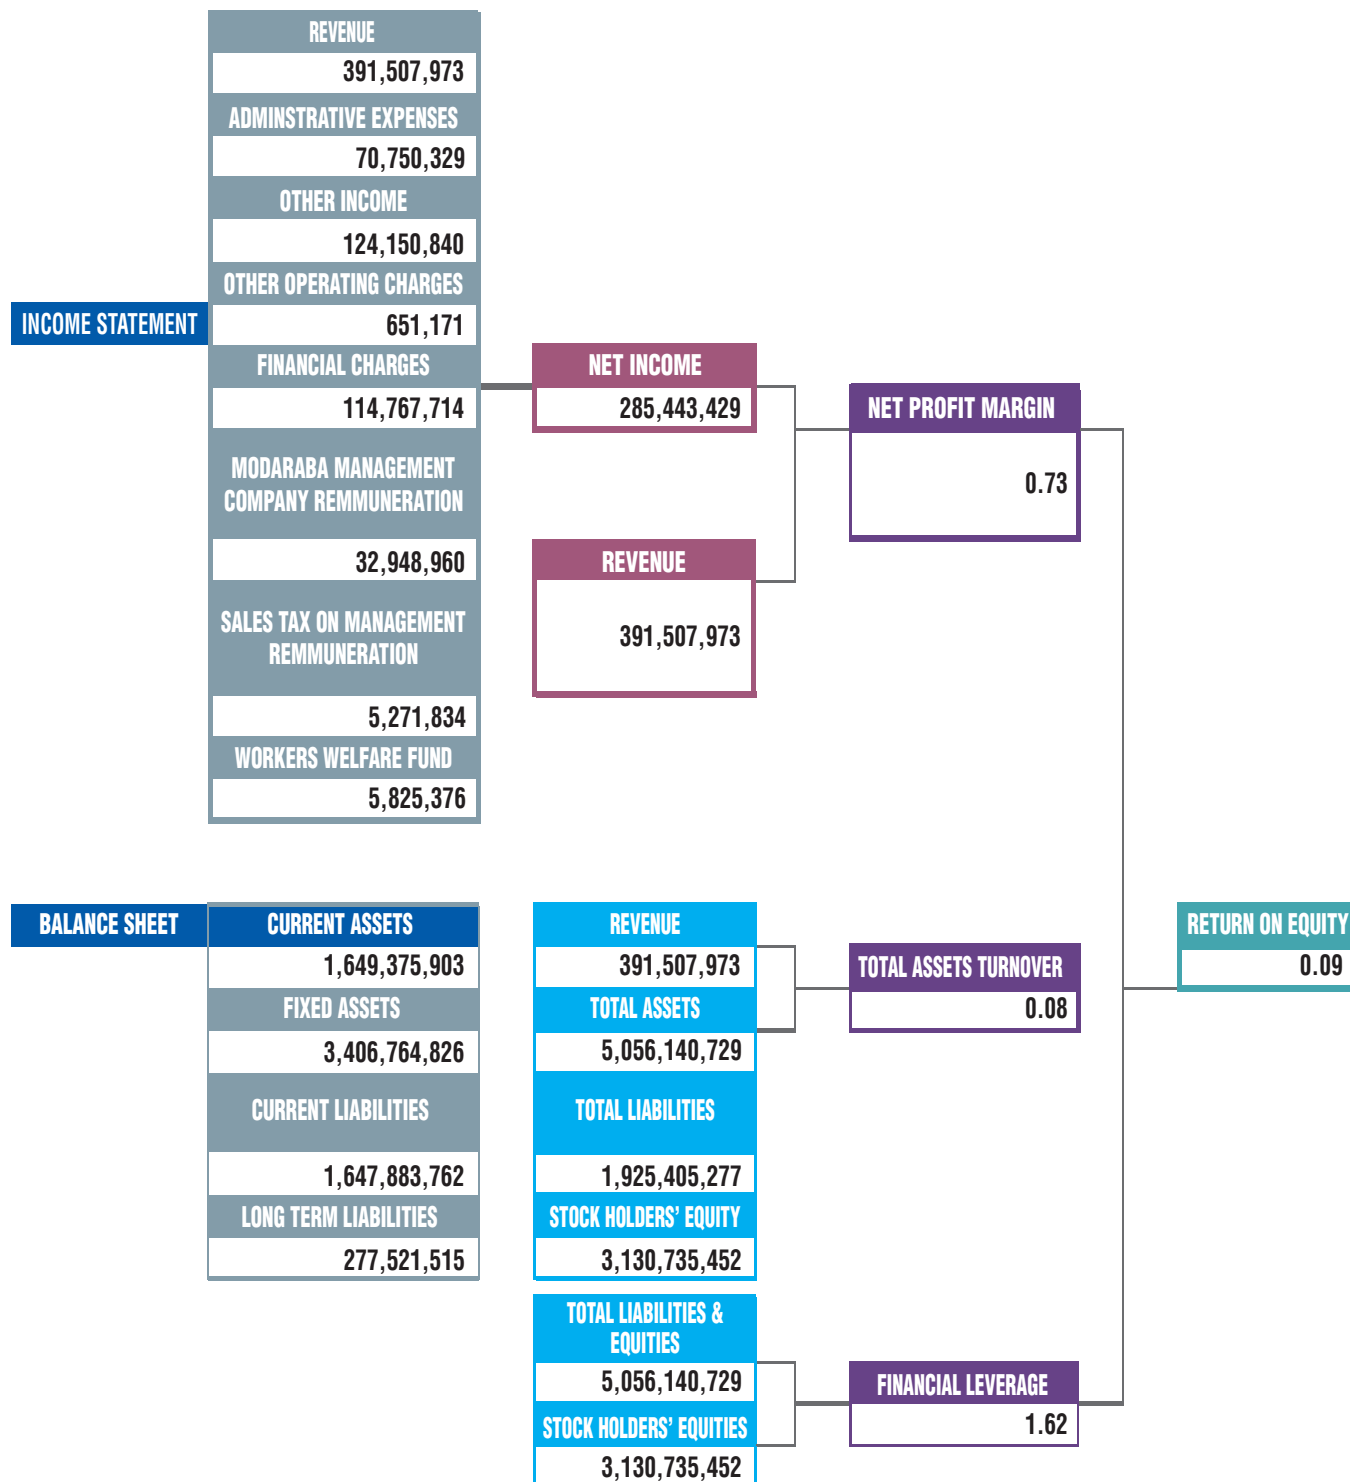 REVENUE
391,507,973
ADMINSTRATIVE EXPENSES
70,750,329
OTHER INCOME
124,150,840
OTHER OPERATING CHARGES
INCOME STATEMENT
651,171
FINANCIAL CHARGES
114,767,714
MODARABA MANAGEMENT
COMPANY REMMUNERATION
32,948,960
SALES TAX ON MANAGEMENT
REMMUNERATION
5,271,834
WORKERS WELFARE FUND
5,825,376
NET INCOME
285,443,429
REVENUE
391,507,973
NET PROFIT MARGIN
0.73
BALANCE SHEET
CURRENT ASSETS
1,649,375,903
FIXED ASSETS
3,406,764,826
CURRENT LIABILITIES
1,647,883,762
LONG TERM LIABILITIES
277,521,515
REVENUE
391,507,973
TOTAL ASSETS
5,056,140,729
TOTAL LIABILITIES
1,925,405,277
STOCK HOLDERS’ EQUITY
3,130,735,452
TOTAL LIABILITIES &
EQUITIES
5,056,140,729
STOCK HOLDERS’ EQUITIES
3,130,735,452
TOTAL ASSETS TURNOVER
0.08
FINANCIAL LEVERAGE
1.62
RETURN ON EQUITY
0.09